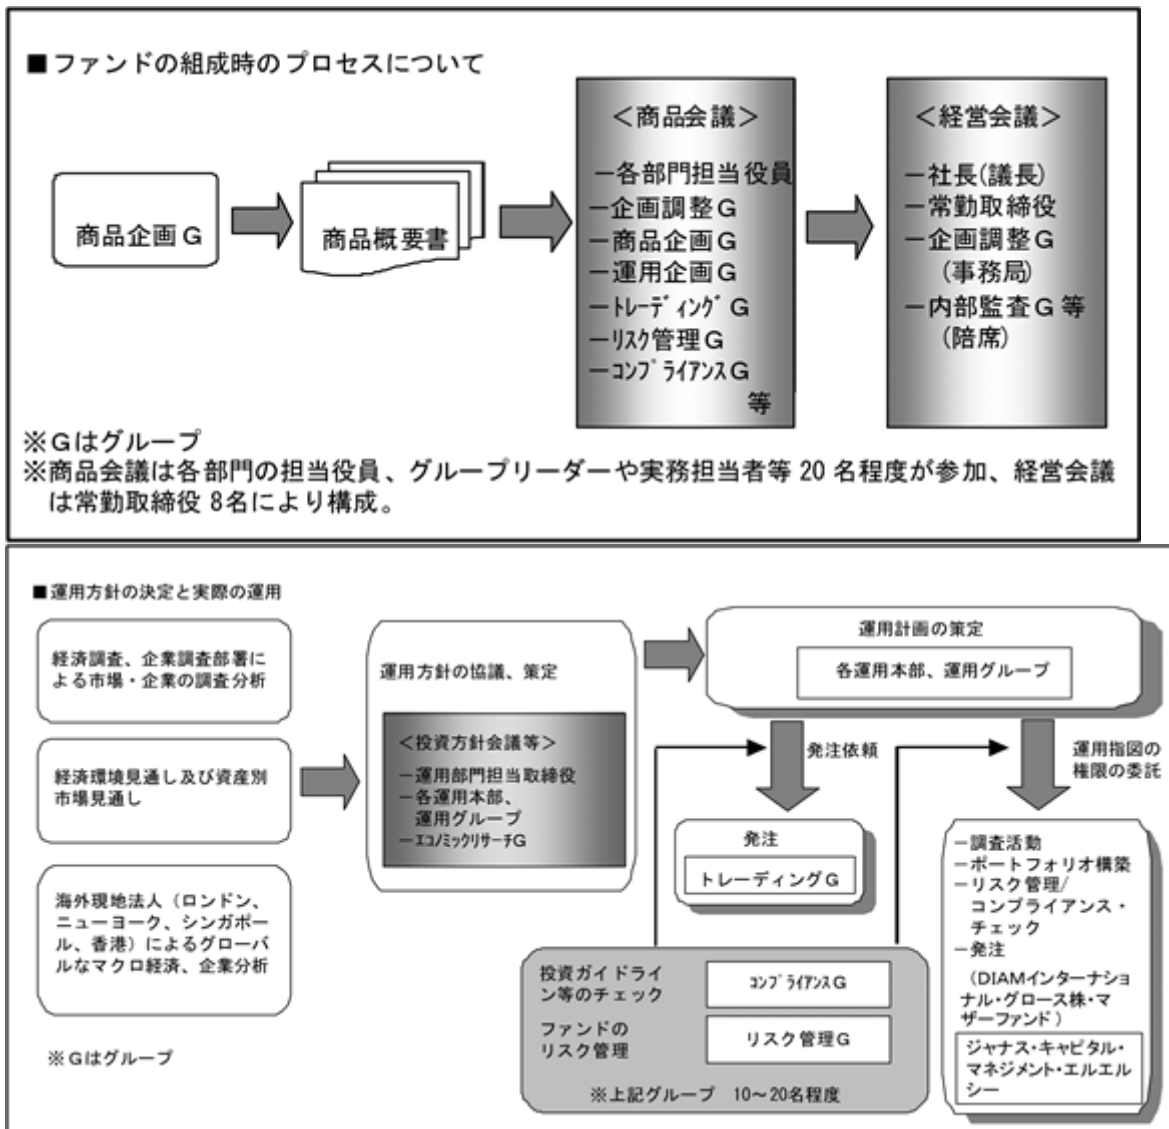 ■ファンドの組成時のプロセスについて
商品企画G
商品概要書
＜商品会議＞
－各部門担当役員
－企画調整G
－商品企画G
－運用企画G
－ﾄﾚｰﾃﾞｨﾝｸﾞG
－ﾘｽｸ管理G
－ｺﾝﾌﾟﾗｲｱﾝｽG
等
＜経営会議＞
－社長(議長)
－常勤取締役
－企画調整G
(事務局)
－内部監査G等
(陪席)
※Gはグループ
※商品会議は各部門の担当役員、グループリーダーや実務担当者等 20 名程度が参加、経営会議
は常勤取締役 8名により構成。
■運用方針の決定と実際の運用
経済調査、企業調査部署に
よる市場・企業の調査分析
経済環境見通し及び資産別
市場見通し
海外現地法人（ロンドン、
ニューヨーク、シンガポー
ル、香港）によるグローバ
ルなマクロ経済、企業分析
※Gはグループ
運用方針の協議、策定
＜投資方針会議等＞
－運用部門担当取締役
－各運用本部、
運用グループ
－ｴｺﾉﾐｯｸﾘｻｰﾁG
運用計画の策定
各運用本部、運用グループ
発注依頼
運用指図の
権限の委託
発注
トレーディングG
投資ガイドライ
ン等のチェック
ｺﾝﾌﾟﾗｲｱﾝｽG
ファンドの
リスク管理
リスク管理G
※上記グループ 10～20名程度
－調査活動
－ポートフォリオ構築
－リスク管理/
コンプライアンス・
チェック
－発注
（DIAMインターナショ
ナル・グロース株・マ
ザーファンド）
ジャナス・キャピタル・
マネジメント・エルエル
シー